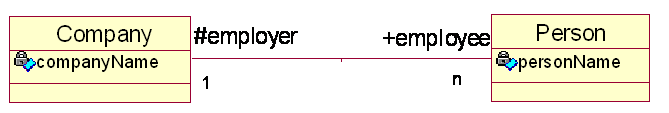 Company
companyName
#employer
1
+employee
n
Person
personName